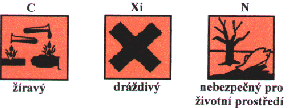 C Xi N
žíravý dráždivý nebezpečný pro
životní prostředí